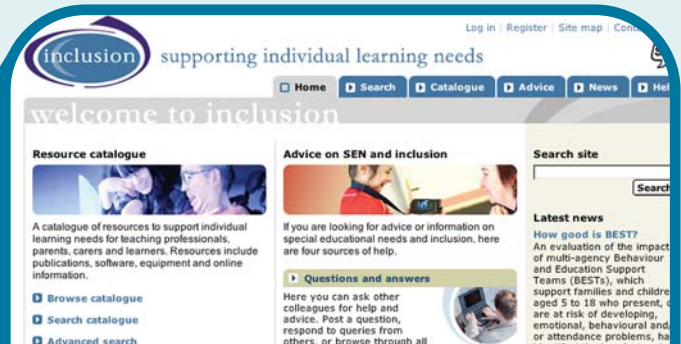 Log in | Register | Site map |
inclusion
supporting individual learning needs
Home Search Catalogue Advice News
welcome to inclusion
Resource catalogue
A catalogue of resources to support individual
learning needs for teaching professionals,
parents, carers and learners. Resources include
publications, software, equipment and online
information.
Browse catalogue
Search catalogue
Advanced search
Advice on SEN and inclusion
If you are looking for advice or information on
special educational needs and inclusion, here
are four sources of help.
Questions and answers
Here you can ask other
colleagues for help and
advice. Post a question,
respond to queries from
others, or browse through all
Search site
Search
Latest news
How good is BEST?
An evaluation of the impact
of multi-agency Behaviour
and Education Support
Teams (BESTs), which
support families and
aged 5 to 18 who present,
are at risk of developing,
emotional, behavioural
or attendance problems,